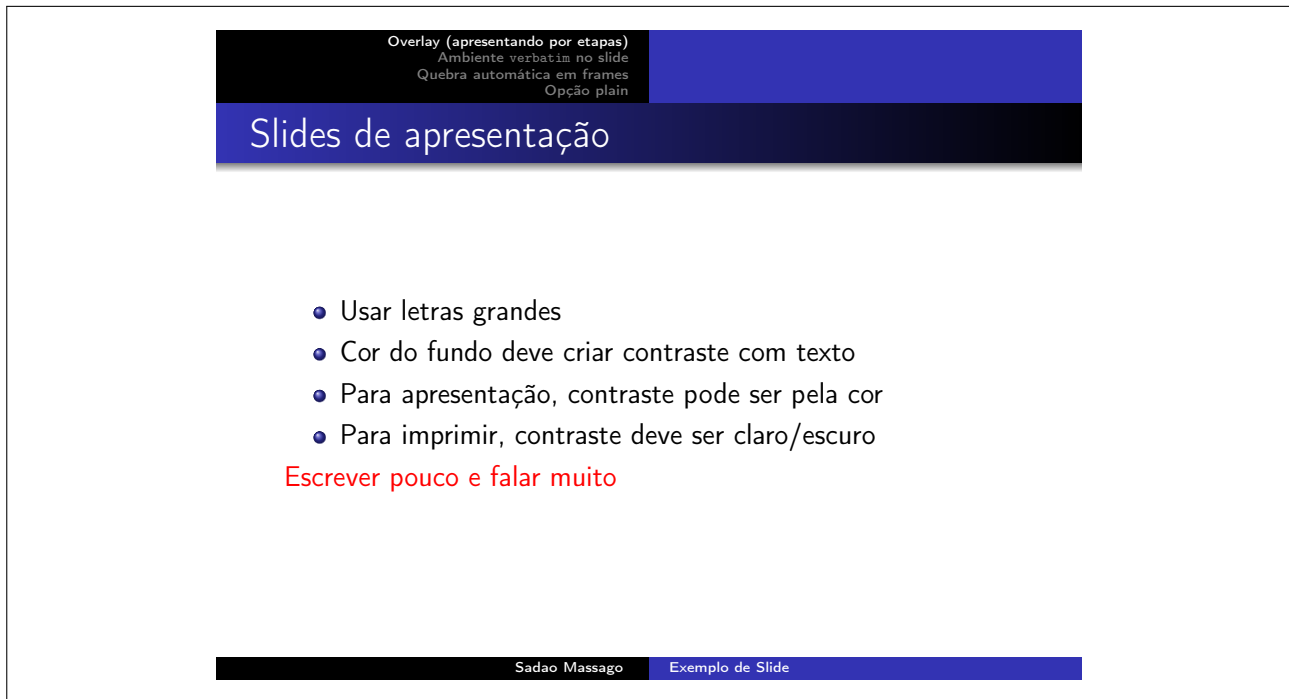 Overlay (apresentando por etapas)
Ambiente verbatim no slide
Quebra automática em frames
Opção plain
Slides de apresentação
Usar letras grandes
Cor do fundo deve criar contraste com texto
Para apresentação, contraste pode ser pela cor
Para imprimir, contraste deve ser claro/escuro
Escrever pouco e falar muito
Sadao Massago Exemplo de Slide